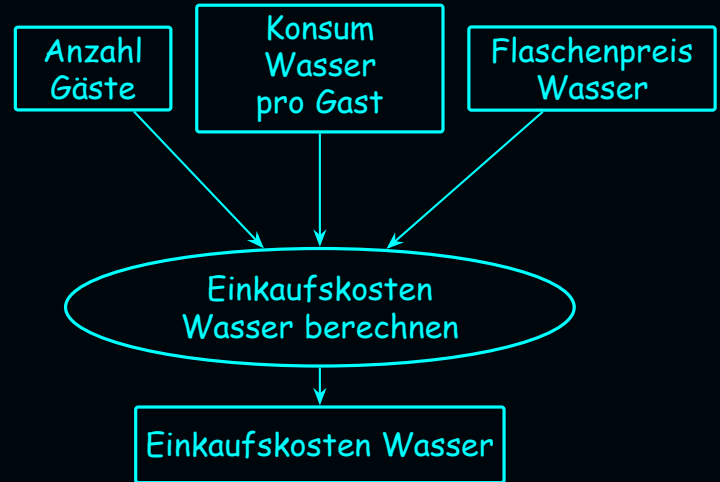 Anzahl
Gäste
Konsum
Wasser
pro Gast
Flaschenpreis
Wasser
Einkaufskosten
Wasser berechnen
Einkaufskosten Wasser